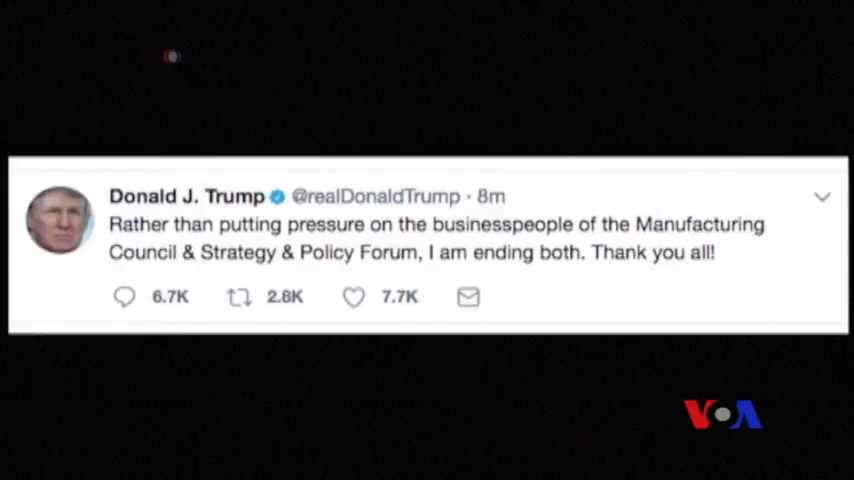 Donald J. Trump @realDonaldTrump · 8m
Rather than putting pressure on the businesspeople of the Manufacturing
Council & Strategy & Policy Forum, I am ending both. Thank you all!
6.7K 2.8K 7.7K
VOA